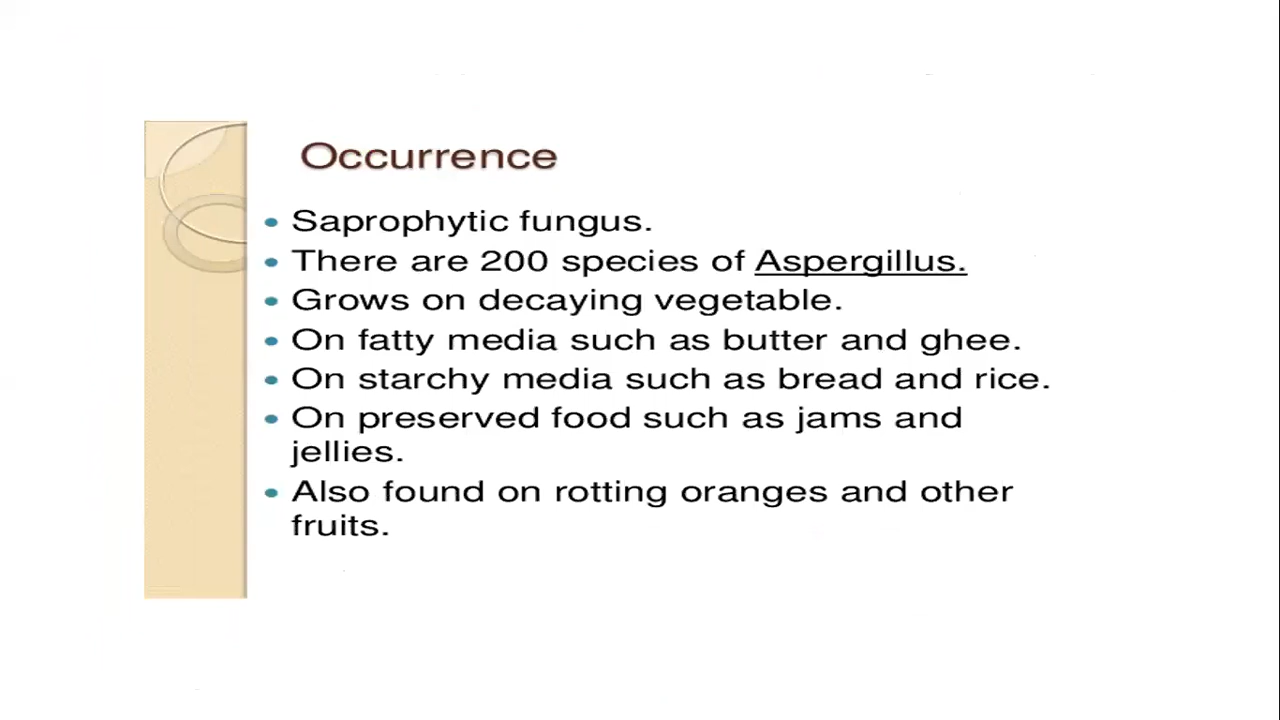 Occurrence
• Saprophytic fungus.
• There are 200 species of Aspergillus.
• Grows on decaying vegetable.
• On fatty media such as butter and ghee.
• On starchy media such as bread and rice.
• On preserved food such as jams and
jellies.
• Also found on rotting oranges and other
fruits.